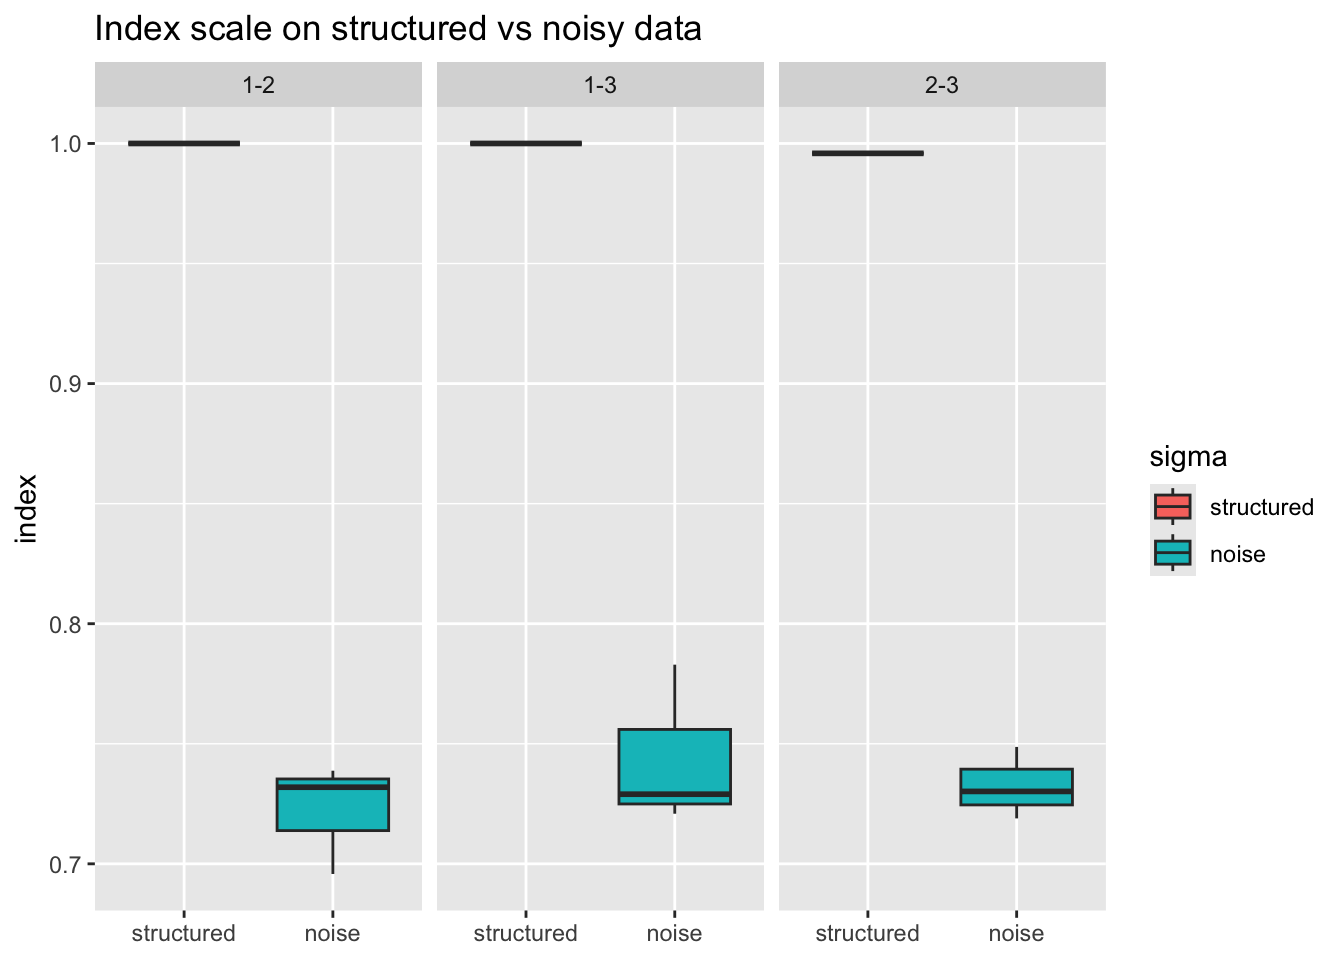 Index scale on structured vs noisy data
1-2
1-3
2-3
1.0
0.9
0.8
0.7
index
structured
noise
structured
noise
structured
noise
sigma
structured
noise